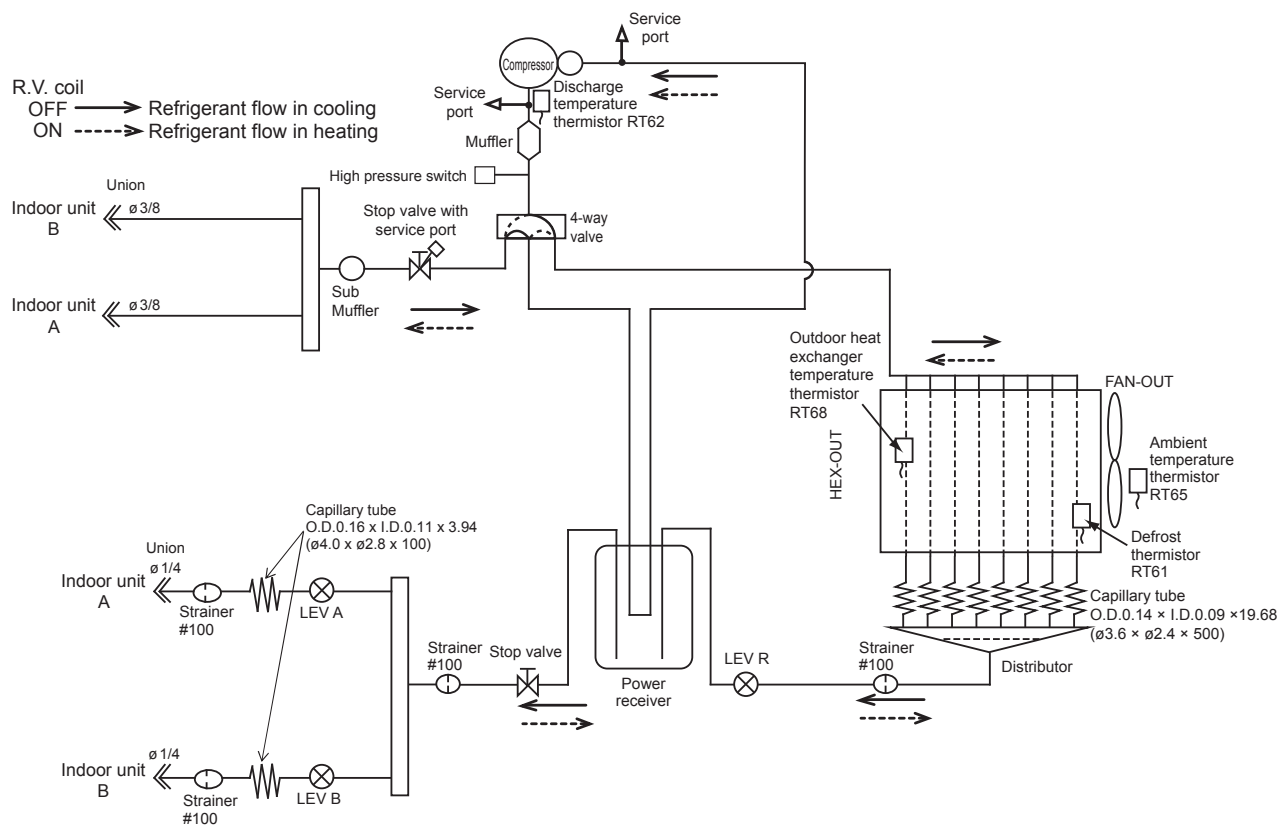 Service
port
Compressor
R.V. coil
OFF Refrigerant flow in cooling
ON Refrigerant flow in heating
Service
port
Discharge
temperature
thermistor RT62
Muffler
High pressure switch
Union
Indoor unit
B
ø 3/8
Stop valve with
service port
4-way
valve
Indoor unit
A
ø 3/8
Sub
Muffler
Outdoor heat
exchanger
temperature
thermistor
RT68
FAN-OUT
HEX-OUT
Ambient
temperature
thermistor
RT65
Defrost
thermistor
RT61
Capillary tube
O.D.0.16 x I.D.0.11 x 3.94
(ø4.0 x ø2.8 x 100)
Union
ø 1/4
Indoor unit
A
Strainer
#100
LEV A
Capillary tube
O.D.0.14 × I.D.0.09 ×19.68
(ø3.6 × ø2.4 × 500)
Strainer
#100
Stop valve
Power
receiver
LEV R
Strainer
#100
Distributor
ø 1/4
Indoor unit
B
Strainer
#100
LEV B